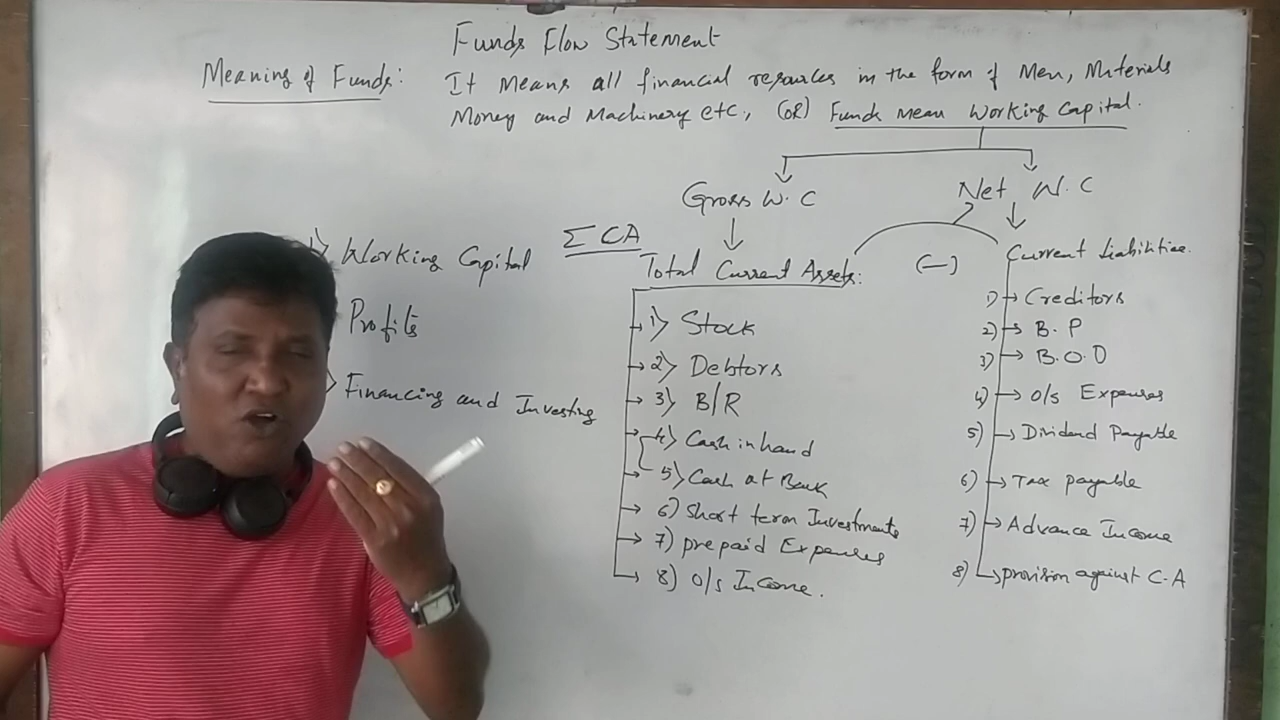 Funds Flow Statement
Meaning of Funds: It Means all financial resources in the form of Men, Materials
Money and Machinery etc., (OR) Funds mean Working Capital.
Gross W.C
Net W.C
1) Working Capital
Profits
Financing and Investing
Σ CA
Total Current Assets:
1) Stock
2) Debtors
3) B/R
4) Cash in hand
5) Cash at Bank
6) Short term Investments
7) prepaid Expenses
8) O/s Income.
(—)
Current Liabilities.
1) Creditors
2) B.P
3) B.O.D
4) O/s Expenses
5) Dividend Payable
6) Tax payable
7) Advance Income
8) provision against C.A